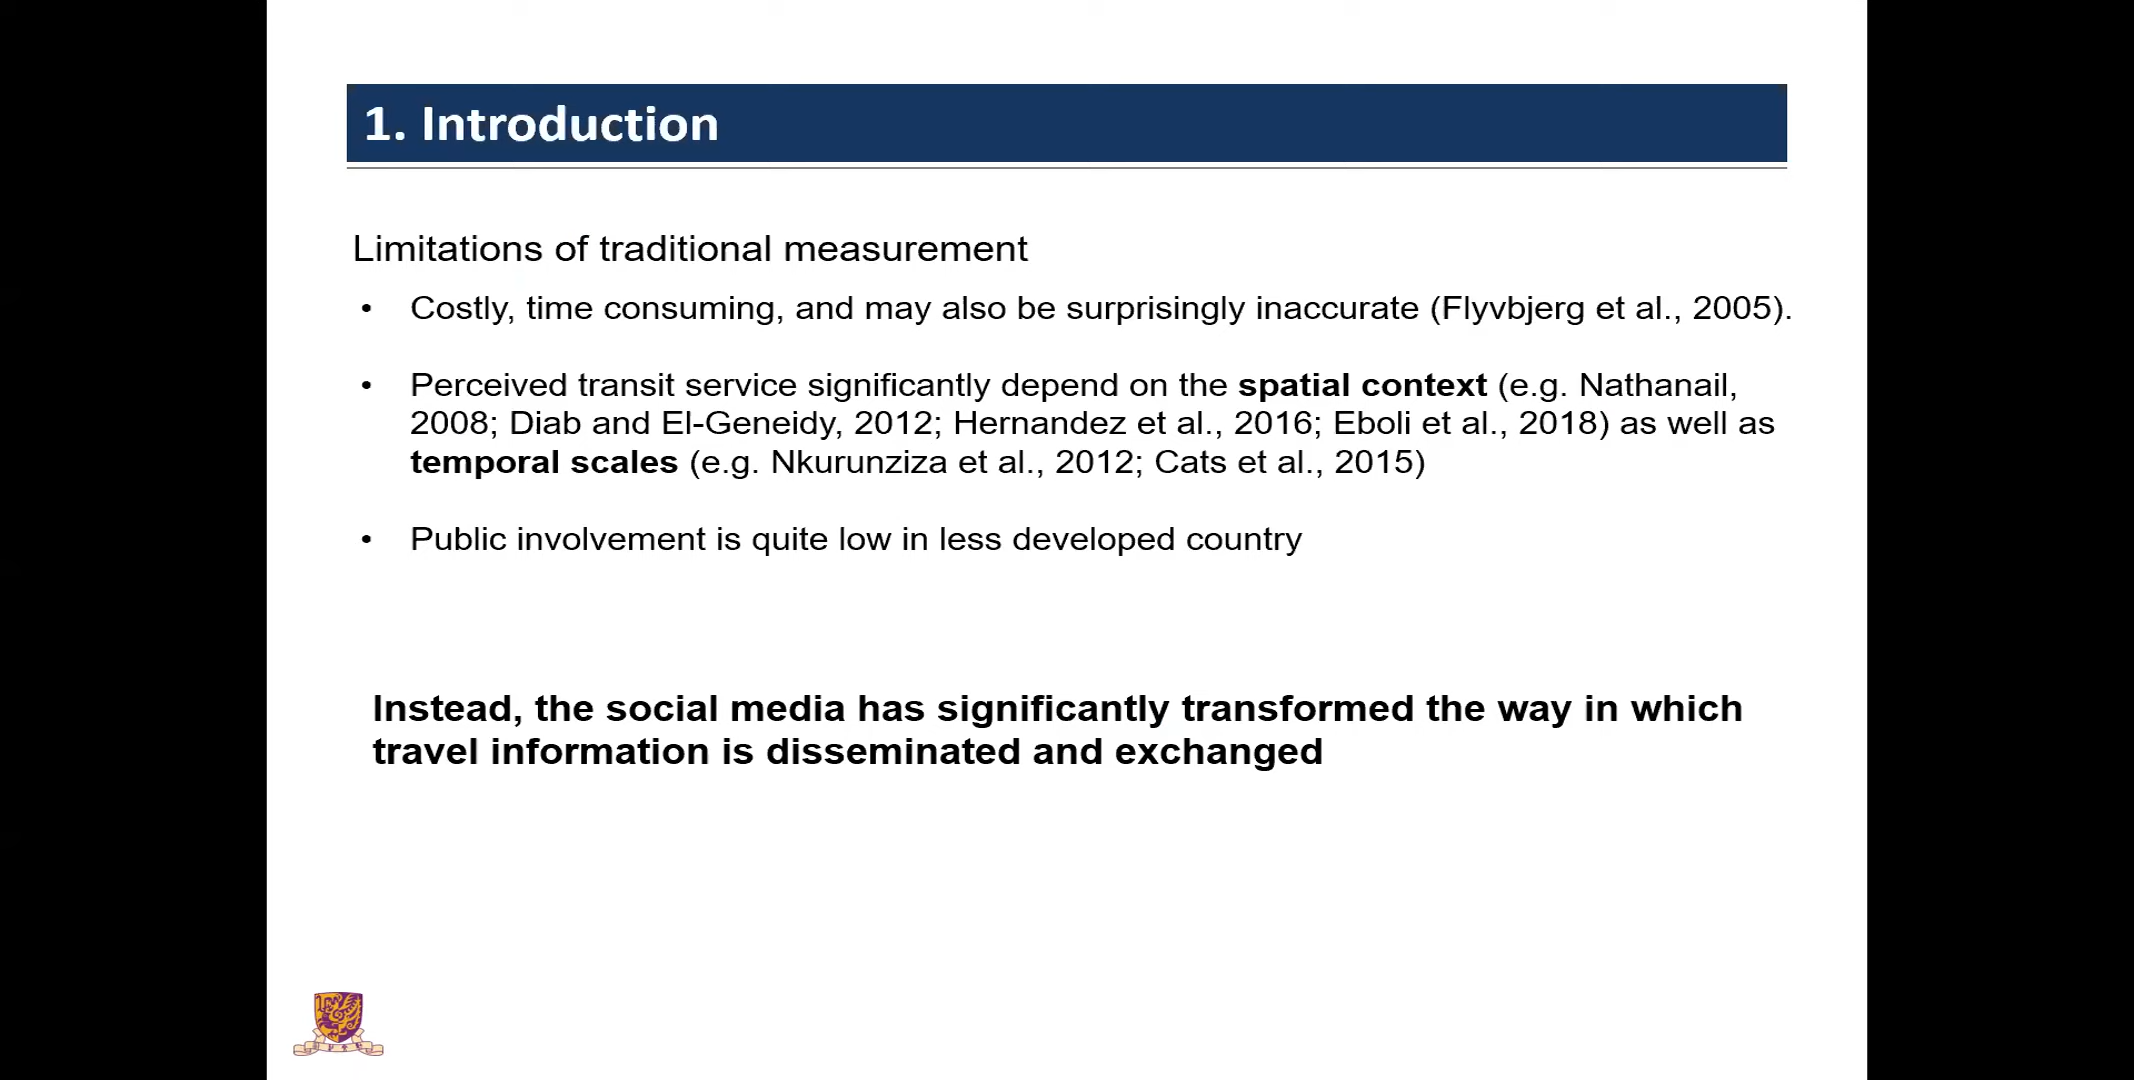 1. Introduction
Limitations of traditional measurement
• Costly, time consuming, and may also be surprisingly inaccurate (Flyvbjerg et al., 2005).
• Perceived transit service significantly depend on the spatial context (e.g. Nathanail,
2008; Diab and El-Geneidy, 2012; Hernandez et al., 2016; Eboli et al., 2018) as well as
temporal scales (e.g. Nkurunziza et al., 2012; Cats et al., 2015)
• Public involvement is quite low in less developed country
Instead, the social media has significantly transformed the way in which
travel information is disseminated and exchanged